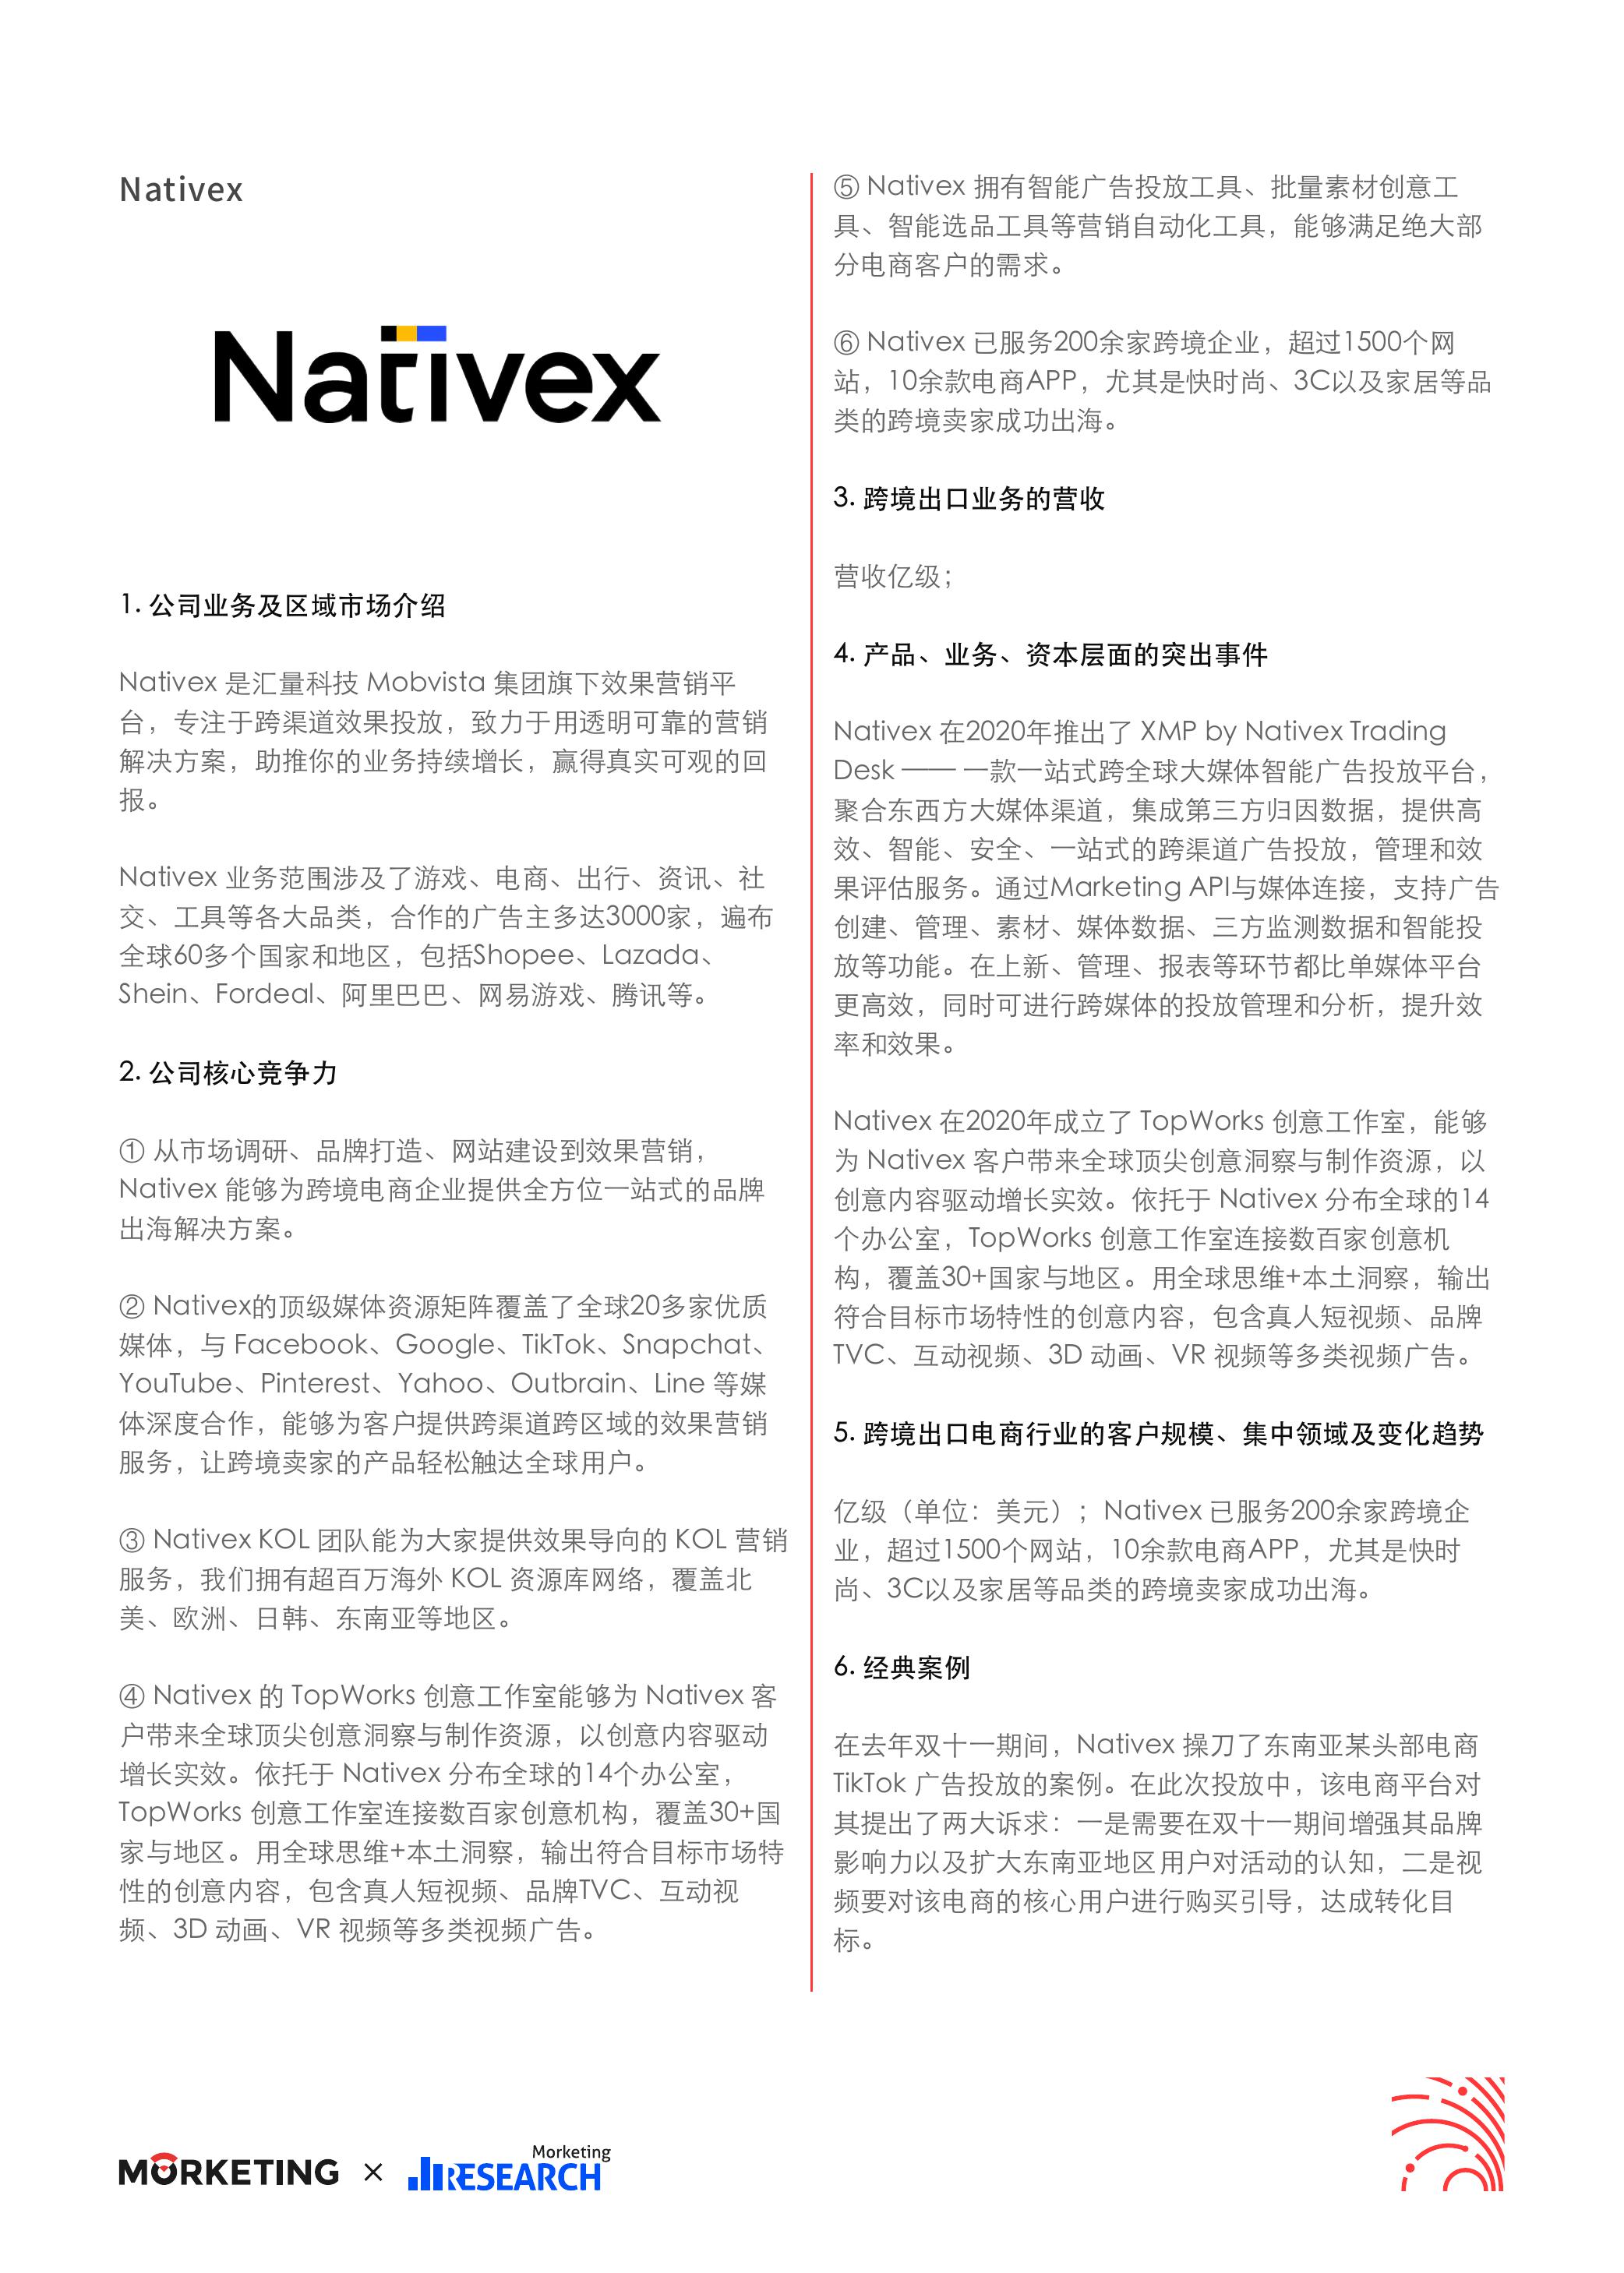 Nativex
Nativex
1. 公司业务及区域市场介绍
Nativex 是汇量科技 Mobvista 集团旗下效果营销平
台，专注于跨渠道效果投放，致力于用透明可靠的营销
解决方案，助推你的业务持续增长，赢得真实可观的回
报。
Nativex 业务范围涉及了游戏、电商、出行、资讯、社
交、工具等各大品类，合作的广告主多达3000家，遍布
全球60多个国家和地区，包括Shopee、Lazada、
Shein、Fordeal、阿里巴巴、网易游戏、腾讯等。
2. 公司核心竞争力
① 从市场调研、品牌打造、网站建设到效果营销，
Nativex 能够为跨境电商企业提供全方位一站式的品牌
出海解决方案。
② Nativex的顶级媒体资源矩阵覆盖了全球20多家优质
媒体，与 Facebook、Google、TikTok、Snapchat、
YouTube、Pinterest、Yahoo、Outbrain、Line 等媒
体深度合作，能够为客户提供跨渠道跨区域的效果营销
服务，让跨境卖家的产品轻松触达全球用户。
③ Nativex KOL 团队能为大家提供效果导向的 KOL 营销
服务，我们拥有超百万海外 KOL 资源库网络，覆盖北
美、欧洲、日韩、东南亚等地区。
④ Nativex 的 TopWorks 创意工作室能够为 Nativex 客
户带来全球顶尖创意洞察与制作资源，以创意内容驱动
增长实效。依托于 Nativex 分布全球的14个办公室，
TopWorks 创意工作室连接数百家创意机构，覆盖30+国
家与地区。用全球思维+本土洞察，输出符合目标市场特
性的创意内容，包含真人短视频、品牌TVC、互动视
频、3D 动画、VR 视频等多类视频广告。
⑤ Nativex 拥有智能广告投放工具、批量素材创意工
具、智能选品工具等营销自动化工具，能够满足绝大部
分电商客户的需求。
⑥ Nativex 已服务200余家跨境企业，超过1500个网
站，10余款电商APP，尤其是快时尚、3C以及家居等品
类的跨境卖家成功出海。
3. 跨境出口业务的营收
营收亿级；
4. 产品、业务、资本层面的突出事件
Nativex 在2020年推出了 XMP by Nativex Trading
Desk —— 一款一站式跨全球大媒体智能广告投放平台，
聚合东西方大媒体渠道，集成第三方归因数据，提供高
效、智能、安全、一站式的跨渠道广告投放，管理和效
果评估服务。通过Marketing API与媒体连接，支持广告
创建、管理、素材、媒体数据、三方监测数据和智能投
放等功能。在上新、管理、报表等环节都比单媒体平台
更高效，同时可进行跨媒体的投放管理和分析，提升效
率和效果。
Nativex 在2020年成立了 TopWorks 创意工作室，能够
为 Nativex 客户带来全球顶尖创意洞察与制作资源，以
创意内容驱动增长实效。依托于 Nativex 分布全球的14
个办公室，TopWorks 创意工作室连接数百家创意机
构，覆盖30+国家与地区。用全球思维+本土洞察，输出
符合目标市场特性的创意内容，包含真人短视频、品牌
TVC、互动视频、3D 动画、VR 视频等多类视频广告。
5. 跨境出口电商行业的客户规模、集中领域及变化趋势
亿级（单位：美元）；Nativex 已服务200余家跨境企
业，超过1500个网站，10余款电商APP，尤其是快时
尚、3C以及家居等品类的跨境卖家成功出海。
6. 经典案例
在去年双十一期间，Nativex 操刀了东南亚某头部电商
TikTok 广告投放的案例。在此次投放中，该电商平台对
其提出了两大诉求：一是需要在双十一期间增强其品牌
影响力以及扩大东南亚地区用户对活动的认知，二是视
频要对该电商的核心用户进行购买引导，达成转化目
标。
MORKETING × Morketing RESEARCH